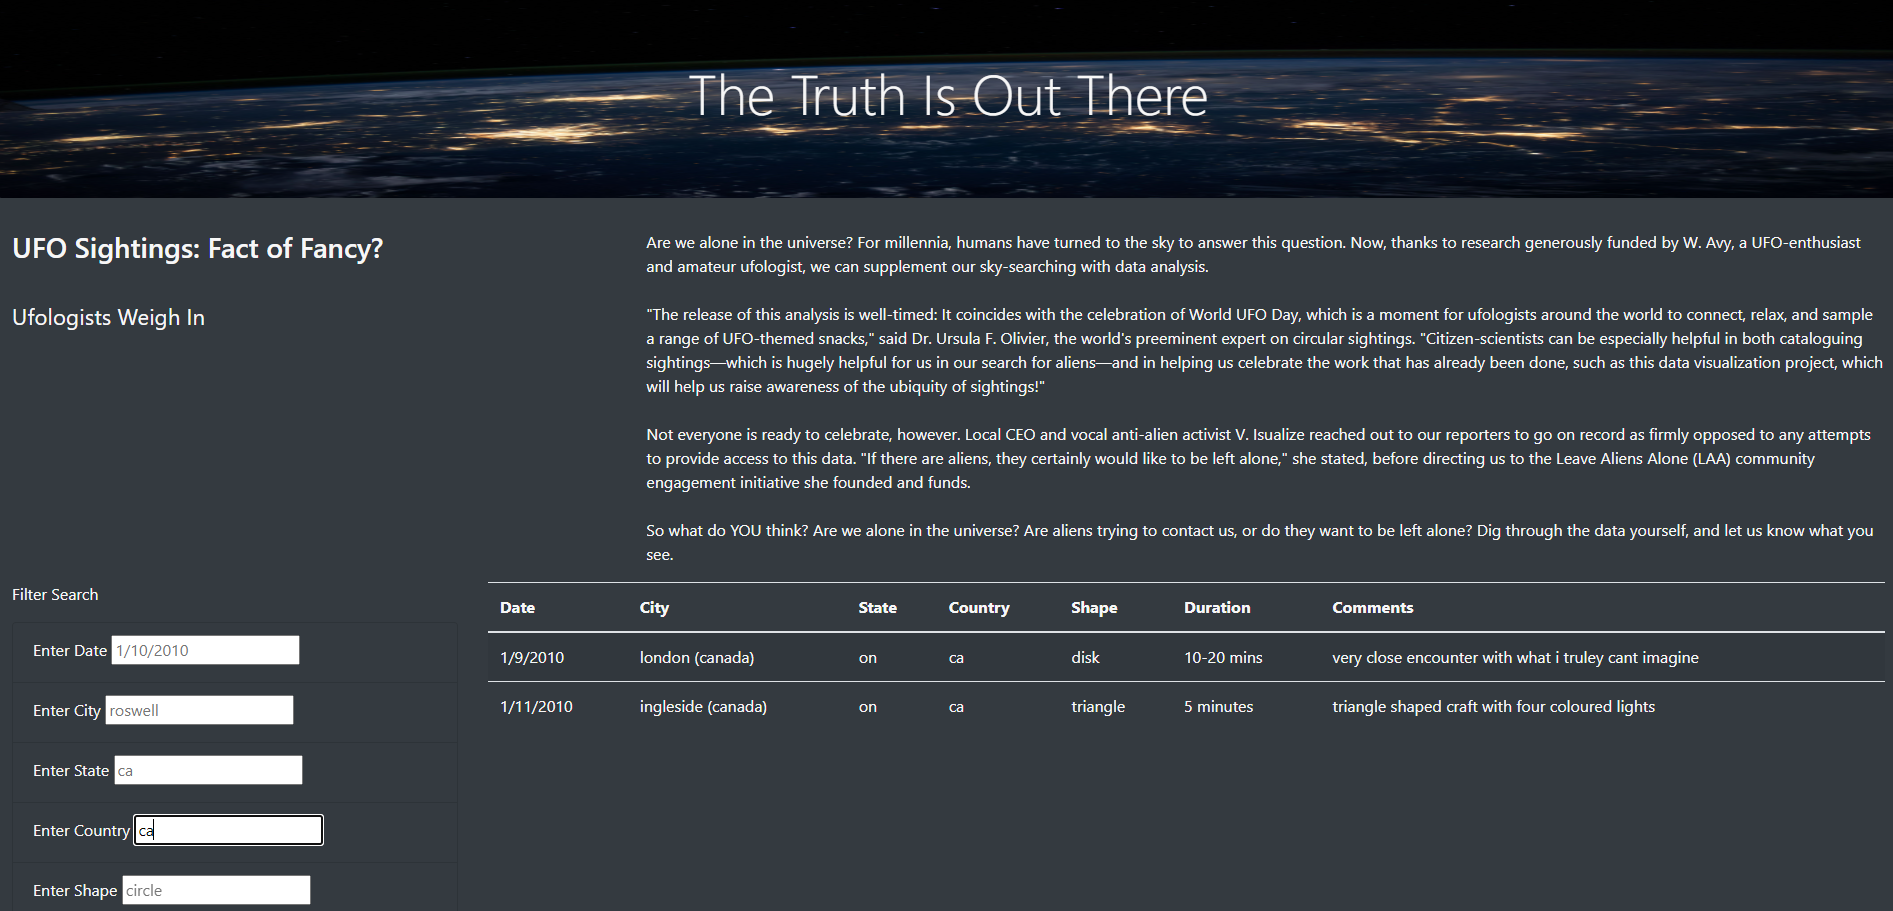 The Truth Is Out There
UFO Sightings: Fact of Fancy?
Ufologists Weigh In
Are we alone in the universe? For millennia, humans have turned to the sky to answer this question. Now, thanks to research generously funded by W. Avy, a UFO-enthusiast
and amateur ufologist, we can supplement our sky-searching with data analysis.
"The release of this analysis is well-timed: It coincides with the celebration of World UFO Day, which is a moment for ufologists around the world to connect, relax, and sample
a range of UFO-themed snacks," said Dr. Ursula F. Olivier, the world's preeminent expert on circular sightings. "Citizen-scientists can be especially helpful in both cataloguing
sightings—which is hugely helpful for us in our search for aliens—and in helping us celebrate the work that has already been done, such as this data visualization project, which
will help us raise awareness of the ubiquity of sightings!"
Not everyone is ready to celebrate, however. Local CEO and vocal anti-alien activist V. Isualize reached out to our reporters to go on record as firmly opposed to any attempts
to provide access to this data. "If there are aliens, they certainly would like to be left alone," she stated, before directing us to the Leave Aliens Alone (LAA) community
engagement initiative she founded and funds.
So what do YOU think? Are we alone in the universe? Are aliens trying to contact us, or do they want to be left alone? Dig through the data yourself, and let us know what you
see.
Filter Search
Enter Date 1/10/2010
Enter City roswell
Enter State ca
Enter Country ca
Enter Shape circle
Date City State Country Shape Duration Comments
1/9/2010 london (canada) on ca disk 10-20 mins very close encounter with what i truley cant imagine
1/11/2010 ingleside (canada) on ca triangle 5 minutes triangle shaped craft with four coloured lights